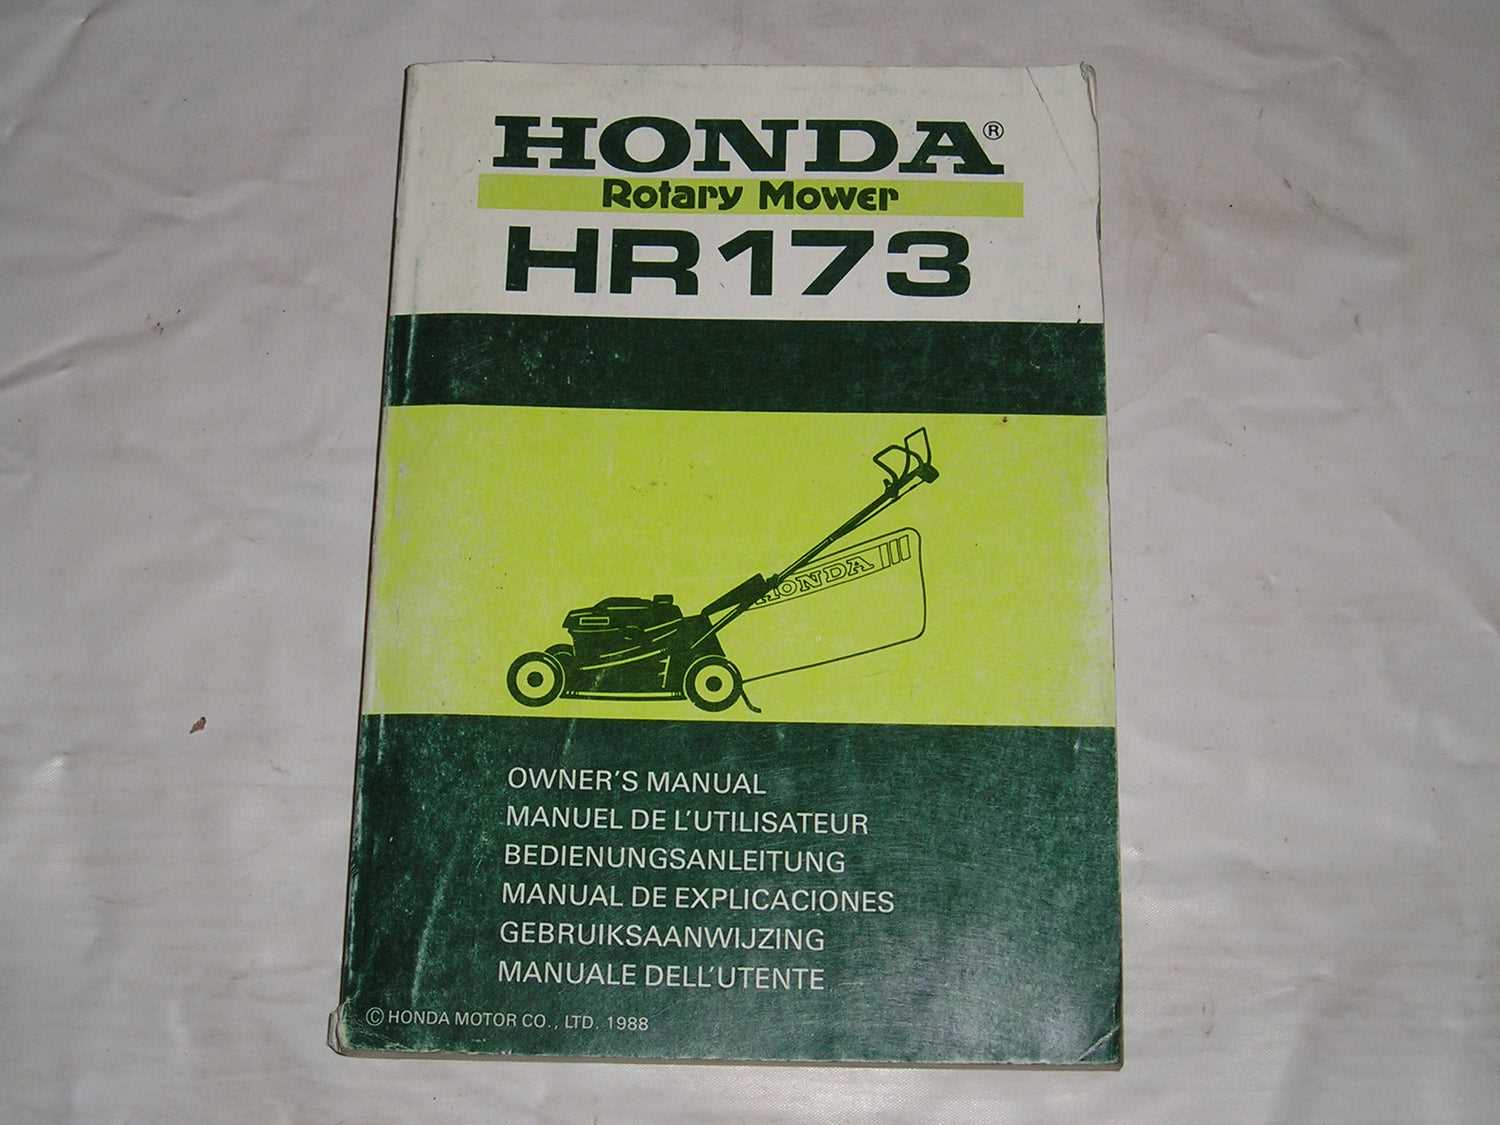 HONDA®
Rotary Mower
HR173
HONDA
OWNER'S MANUAL
MANUEL DE L'UTILISATEUR
BEDIENUNGSANLEITUNG
MANUAL DE EXPLICACIONES
GEBRUIKSAANWIJZING
MANUALE DELL'UTENTE
© HONDA MOTOR CO., LTD. 1988